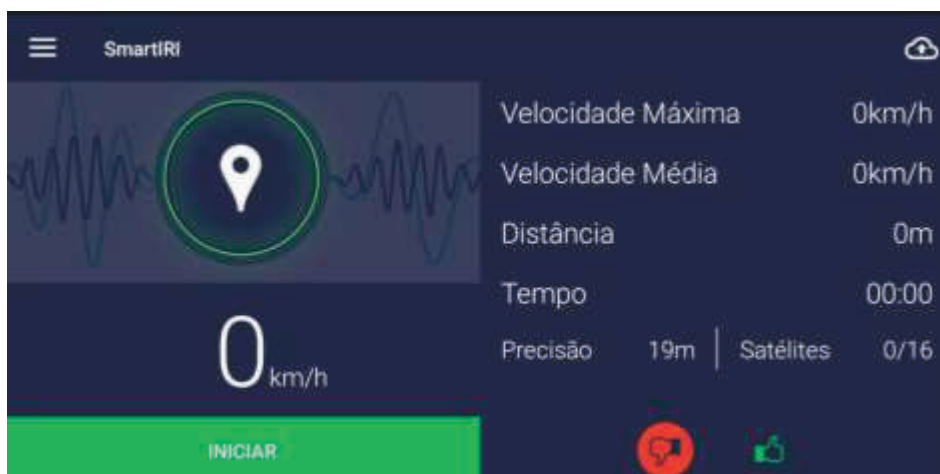 SmartIRI
Velocidade Máxima 0km/h
Velocidade Média 0km/h
Distância 0m
Tempo 00:00
Precisão 19m Satélites 0/16
0 km/h
INICIAR